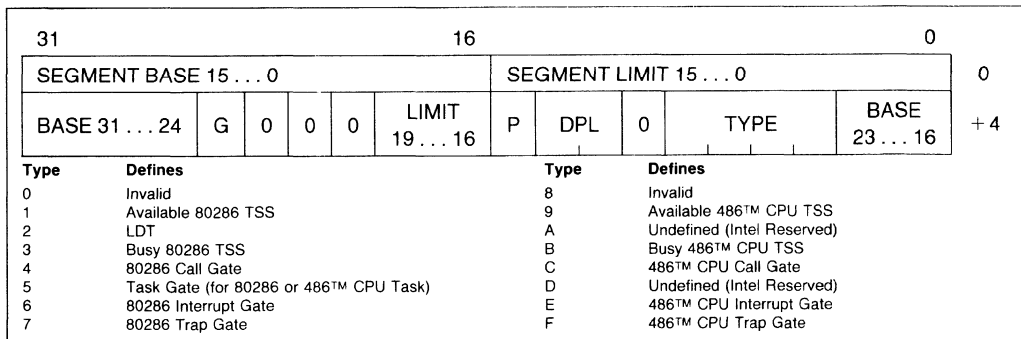 31 16 0
SEGMENT BASE 15 . . . 0 SEGMENT LIMIT 15 . . . 0 0
BASE 31 . . . 24 G 0 0 0 LIMIT 19 . . . 16 P DPL 0 TYPE BASE 23 . . . 16 +4
Type Defines Type Defines
0 Invalid 8 Invalid
1 Available 80286 TSS 9 Available 486™ CPU TSS
2 LDT A Undefined (Intel Reserved)
3 Busy 80286 TSS B Busy 486™ CPU TSS
4 80286 Call Gate C 486™ CPU Call Gate
5 Task Gate (for 80286 or 486™ CPU Task) D Undefined (Intel Reserved)
6 80286 Interrupt Gate E 486™ CPU Interrupt Gate
7 80286 Trap Gate F 486™ CPU Trap Gate